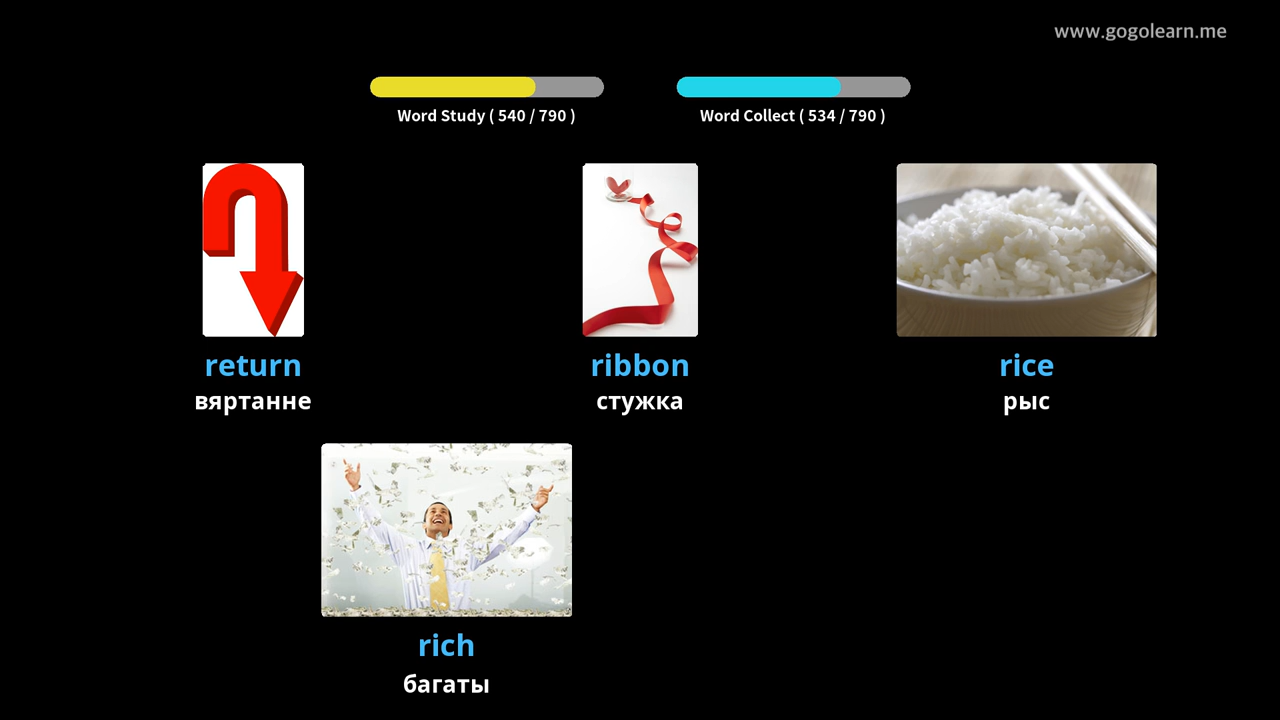 www.gogolearn.me
Word Study ( 540 / 790 )
Word Collect ( 534 / 790 )
return
вяртанне
ribbon
стужка
rice
рыс
rich
багаты